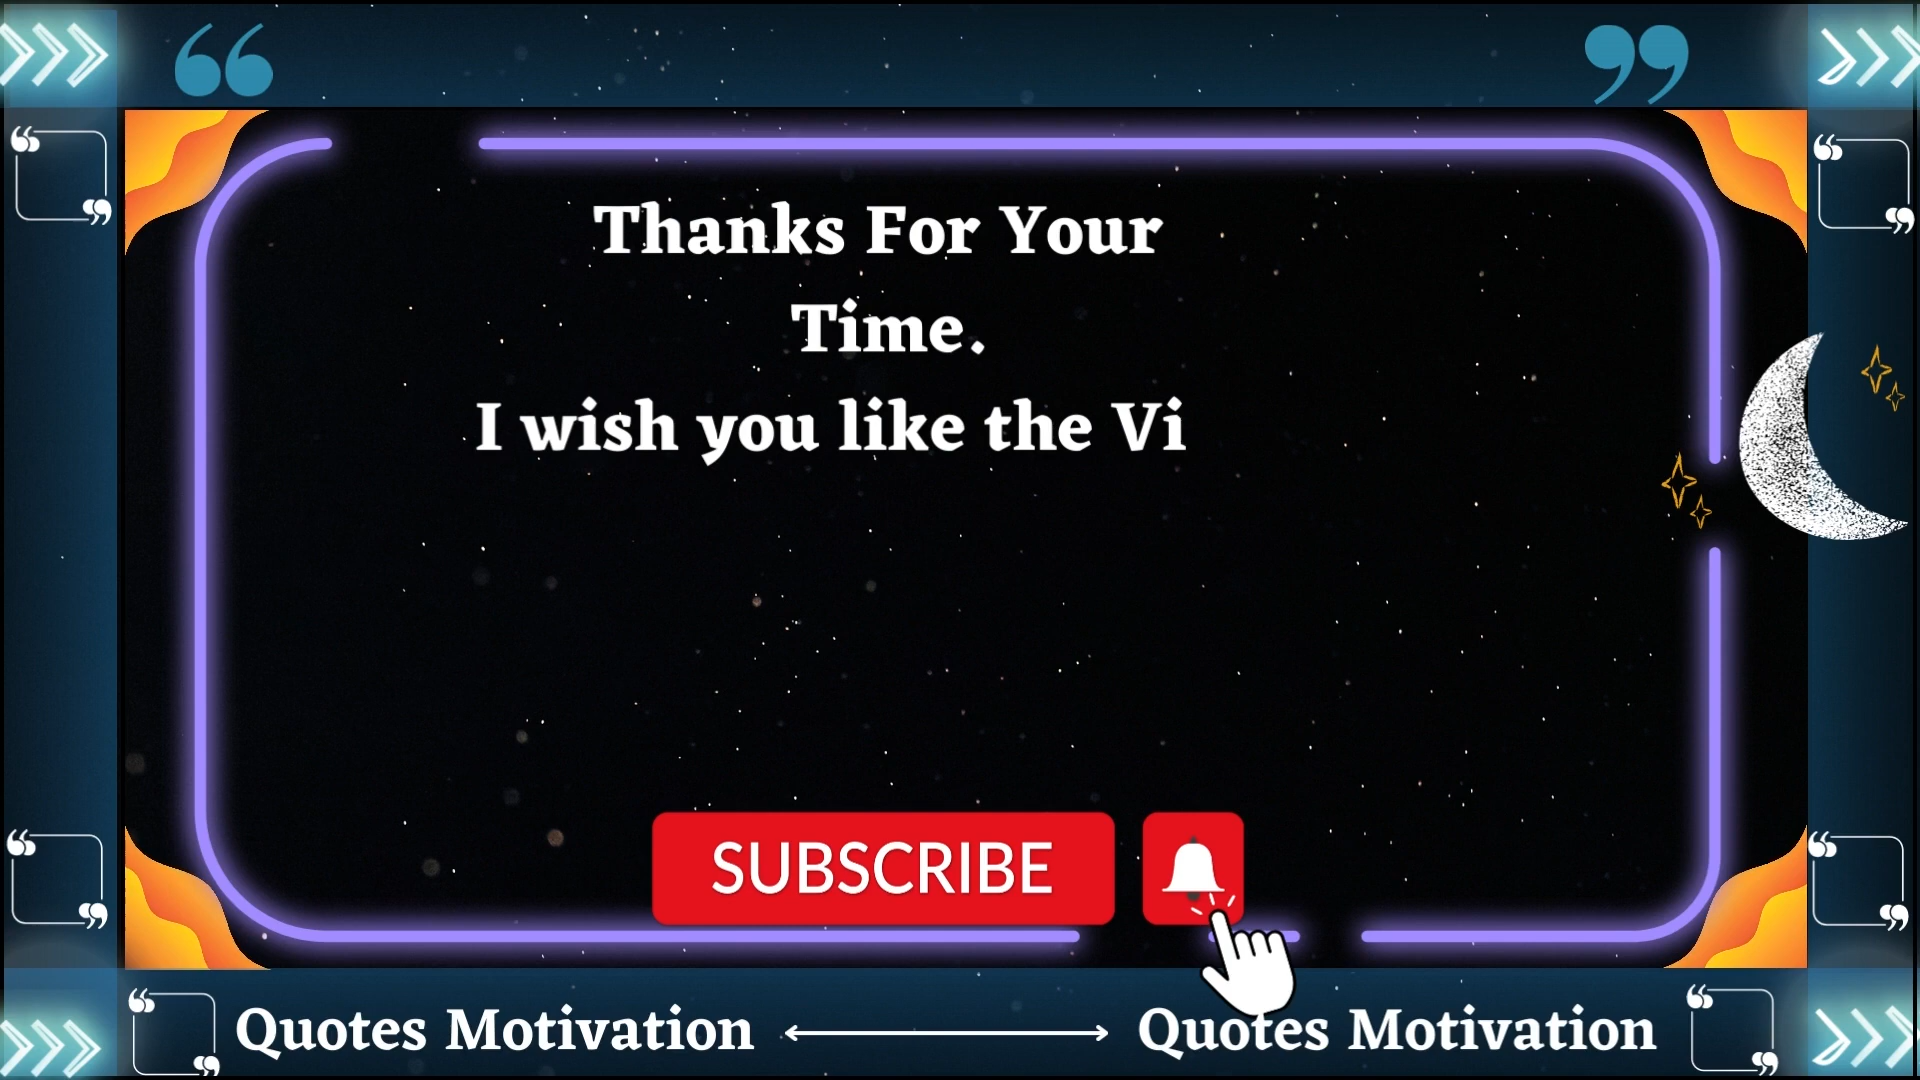 Thanks For Your
Time.
I wish you like the Vi
SUBSCRIBE
Quotes Motivation
Quotes Motivation